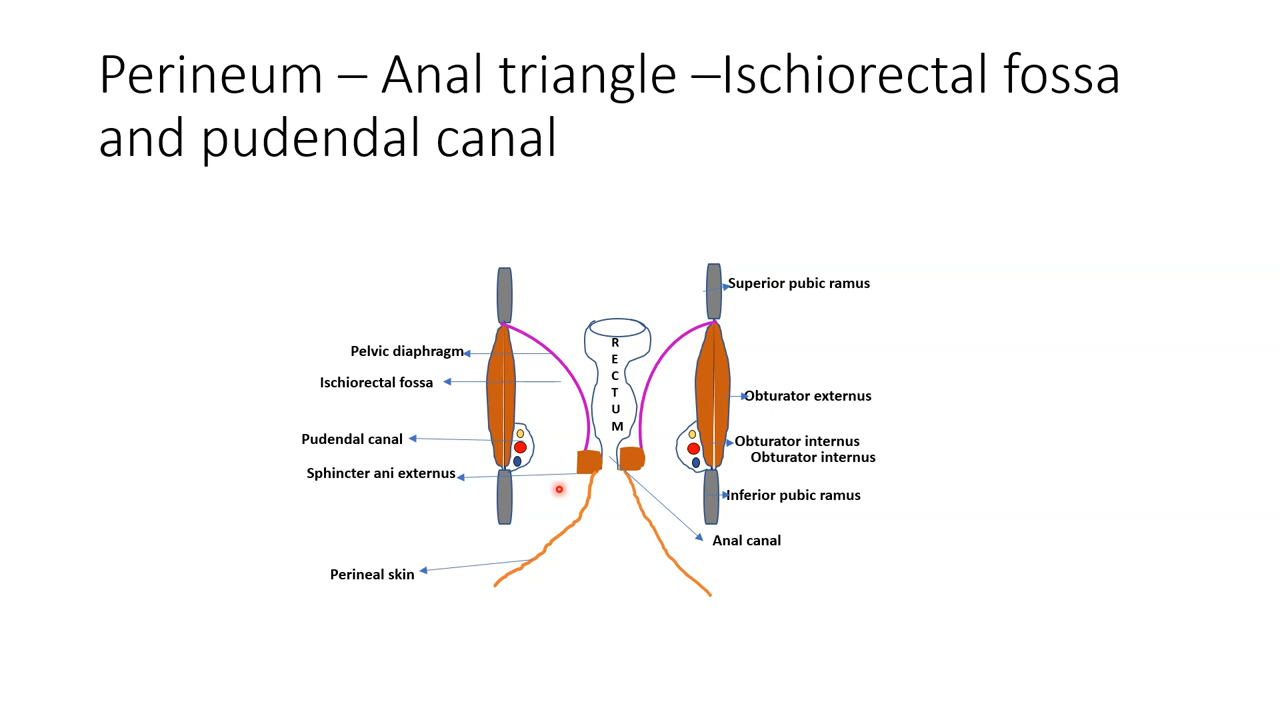 Perineum – Anal triangle –Ischiorectal fossa
and pudendal canal
Superior pubic ramus
RECTUM
Pelvic diaphragm
Ischiorectal fossa
Obturator externus
Pudendal canal
Obturator internus
Obturator internus
Sphincter ani externus
Inferior pubic ramus
Anal canal
Perineal skin